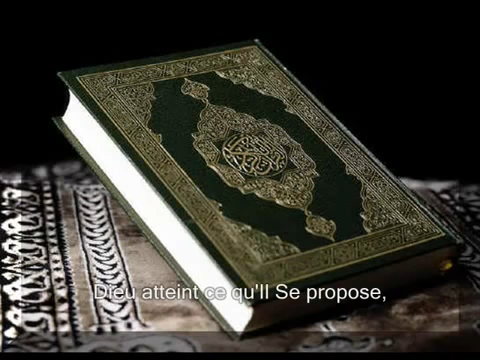 Dieu atteint ce qu'Il Se propose,